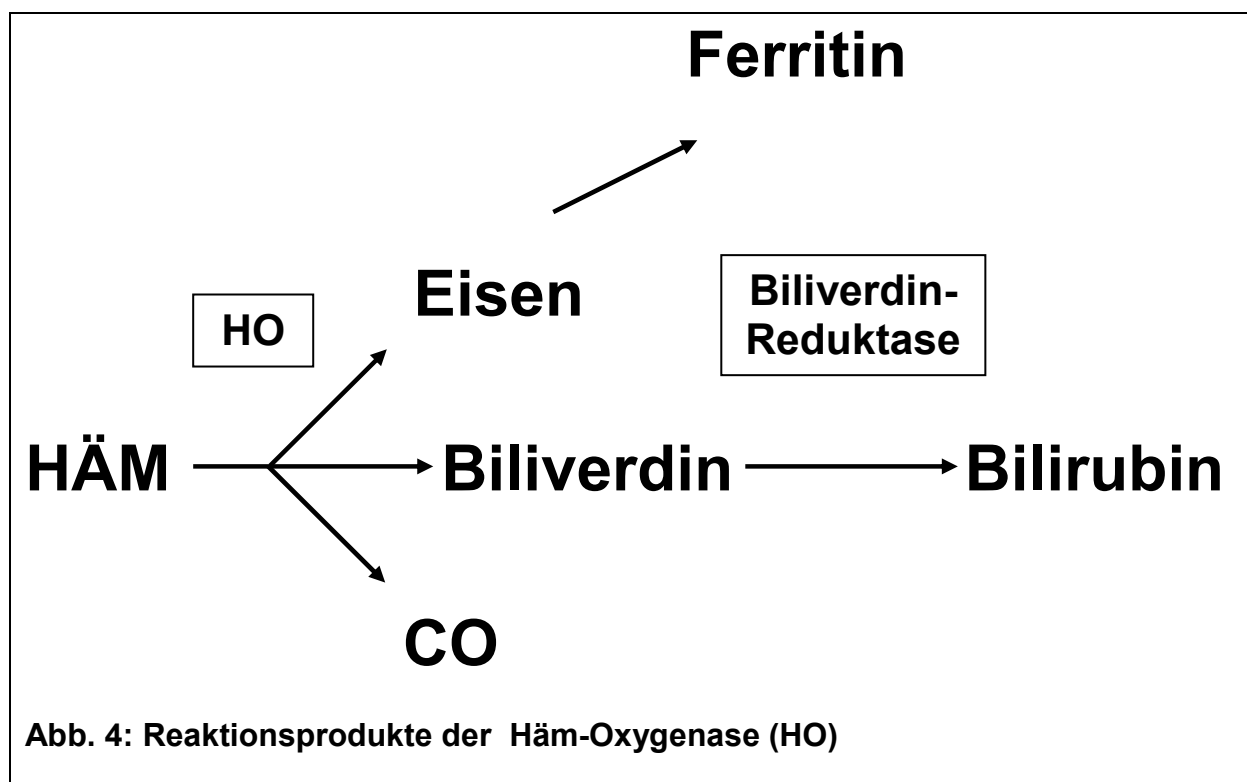 Ferritin
Eisen
Biliverdin-
Reduktase
HO
HÄM
Biliverdin
Bilirubin
CO
Abb. 4: Reaktionsprodukte der Häm-Oxygenase (HO)